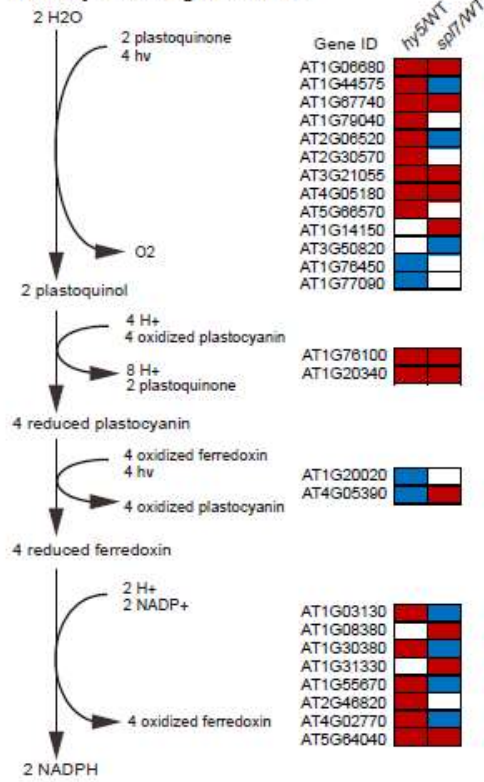 2 H2O
2 plastoquinone
4 hv
O2
2 plastoquinol
4 H+
4 oxidized plastocyanin
8 H+
2 plastoquinone
4 reduced plastocyanin
4 oxidized ferredoxin
4 hv
4 oxidized plastocyanin
4 reduced ferredoxin
2 H+
2 NADP+
4 oxidized ferredoxin
2 NADPH
Gene ID
hy5/WT
spl7/WT
AT1G06680
AT1G44575
AT1G67740
AT1G79040
AT2G06520
AT2G30570
AT3G21055
AT4G05180
AT5G66570
AT1G14150
AT3G50820
AT1G76450
AT1G77090
AT1G76100
AT1G20340
AT1G20020
AT4G05390
AT1G03130
AT1G08380
AT1G30380
AT1G31330
AT1G55670
AT2G46820
AT4G02770
AT5G64040